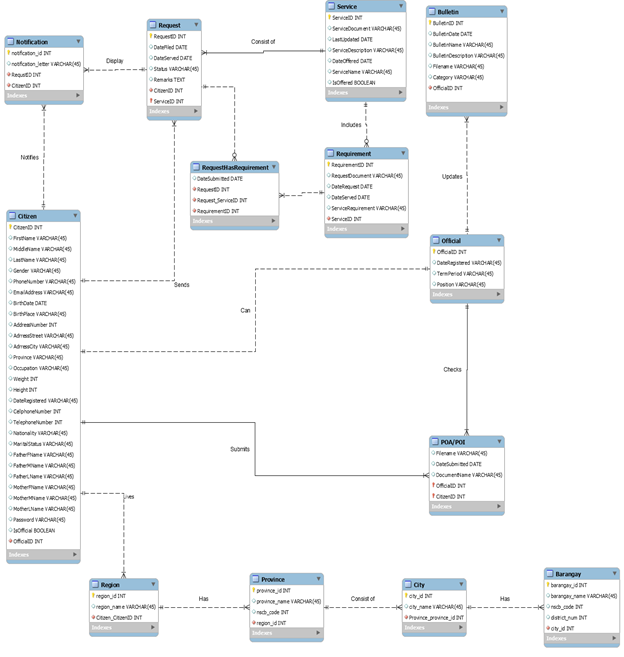 Notification
notification_id INT
notification_letter VARCHAR(45)
RequstED INT
CitizenID INT
Indexes
Display
Request
RequestID INT
DateFiled DATE
DateServed DATE
Status VARCHAR(45)
Remarks TEXT
CitizenID INT
ServiceID INT
Indexes
Consist of
Service
ServiceID INT
ServiceDocument VARCHAR(45)
LastUpdated DATE
ServiceDescription VARCHAR(45)
DateOffered DATE
ServiceName VARCHAR(45)
IsOffered BOOLEAN
Indexes
Bulletin
BulletinID INT
BulletinDate DATE
BulletinName VARCHAR(45)
BulletinDescription VARCHAR(45)
Filename VARCHAR(45)
Category VARCHAR(45)
OfficialID INT
Indexes
Includes
Notifies
RequestHasRequirement
DateSubmitted DATE
RequestID INT
Request_ServiceID INT
RequirementID INT
Indexes
Requirement
RequirementID INT
RequestDocument VARCHAR(45)
DateRequest DATE
DateServed DATE
ServiceRequirement VARCHAR(45)
ServiceID INT
Indexes
Updates
Citizen
CitizenID INT
FirstName VARCHAR(45)
MiddleName VARCHAR(45)
LastName VARCHAR(45)
Gender VARCHAR(45)
PhoneNumber VARCHAR(45)
EmailAddress VARCHAR(45)
BirthDate DATE
BirthPlace VARCHAR(45)
AddressNumber INT
AdrressStreet VARCHAR(45)
AdrressCity VARCHAR(45)
Province VARCHAR(45)
Occupation VARCHAR(45)
Weight INT
Height INT
DateRegistered VARCHAR(45)
CellphoneNumber INT
TelephoneNumber INT
Nationality VARCHAR(45)
MaritalStatus VARCHAR(45)
FatherFName VARCHAR(45)
FatherMName VARCHAR(45)
FatherLName VARCHAR(45)
MotherFName VARCHAR(45)
MotherMName VARCHAR(45)
MotherLName VARCHAR(45)
Password VARCHAR(45)
IsOfficial BOOLEAN
OfficialID INT
Indexes
Sends
Can
Official
OfficialID INT
DateRegistered VARCHAR(45)
TermPeriod VARCHAR(45)
Position VARCHAR(45)
Indexes
Checks
Submits
POA/POI
Filename VARCHAR(45)
DateSubmitted DATE
DocumentName VARCHAR(45)
OfficialID INT
CitizenID INT
Indexes
Region
region_id INT
region_name VARCHAR(45)
Citizen_CitizenID INT
Indexes
Has
Province
province_id INT
province_name VARCHAR(45)
nscb_code INT
region_id INT
Indexes
Consist of
City
city_id INT
city_name VARCHAR(45)
Province_province_id INT
Indexes
Has
Barangay
barangay_id INT
barangay_name VARCHAR(45)
nscb_code INT
district_num INT
city_id INT
Indexes